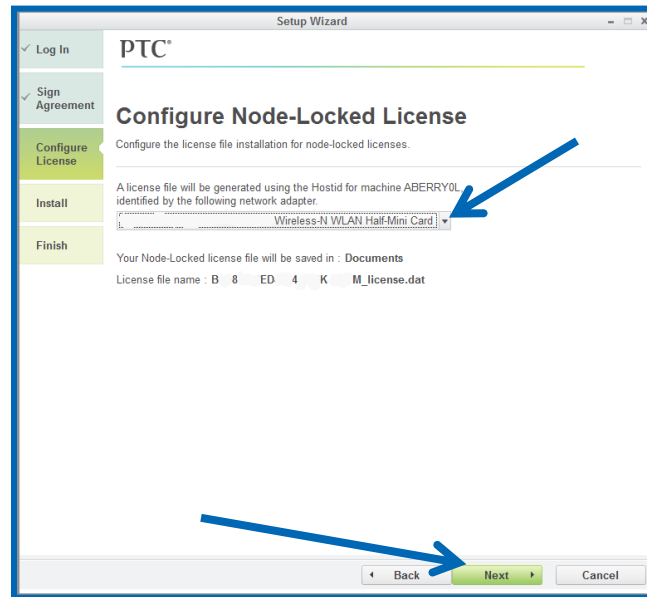 Setup Wizard
Log In
PTC®
Sign
Agreement
Configure Node-Locked License
Configure
License
Configure the license file installation for node-locked licenses.
A license file will be generated using the Hostid for machine ABERRY0L,
identified by the following network adapter.
Install
Wireless-N WLAN Half-Mini Card
Finish
Your Node-Locked license file will be saved in : Documents
License file name : B 8 ED 4 K M_license.dat
Back
Next
Cancel